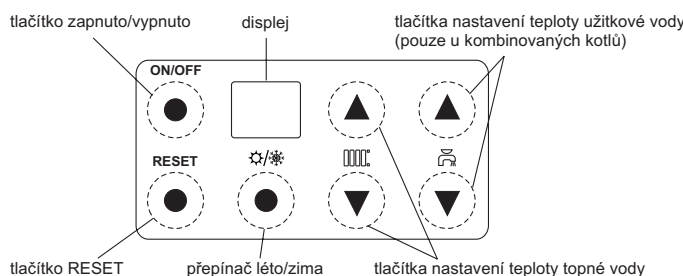 tlačítko zapnuto/vypnuto
displej
tlačítka nastavení teploty užitkové vody
(pouze u kombinovaných kotlů)
ON/OFF
RESET
tlačítko RESET
přepínač léto/zima
tlačítka nastavení teploty topné vody